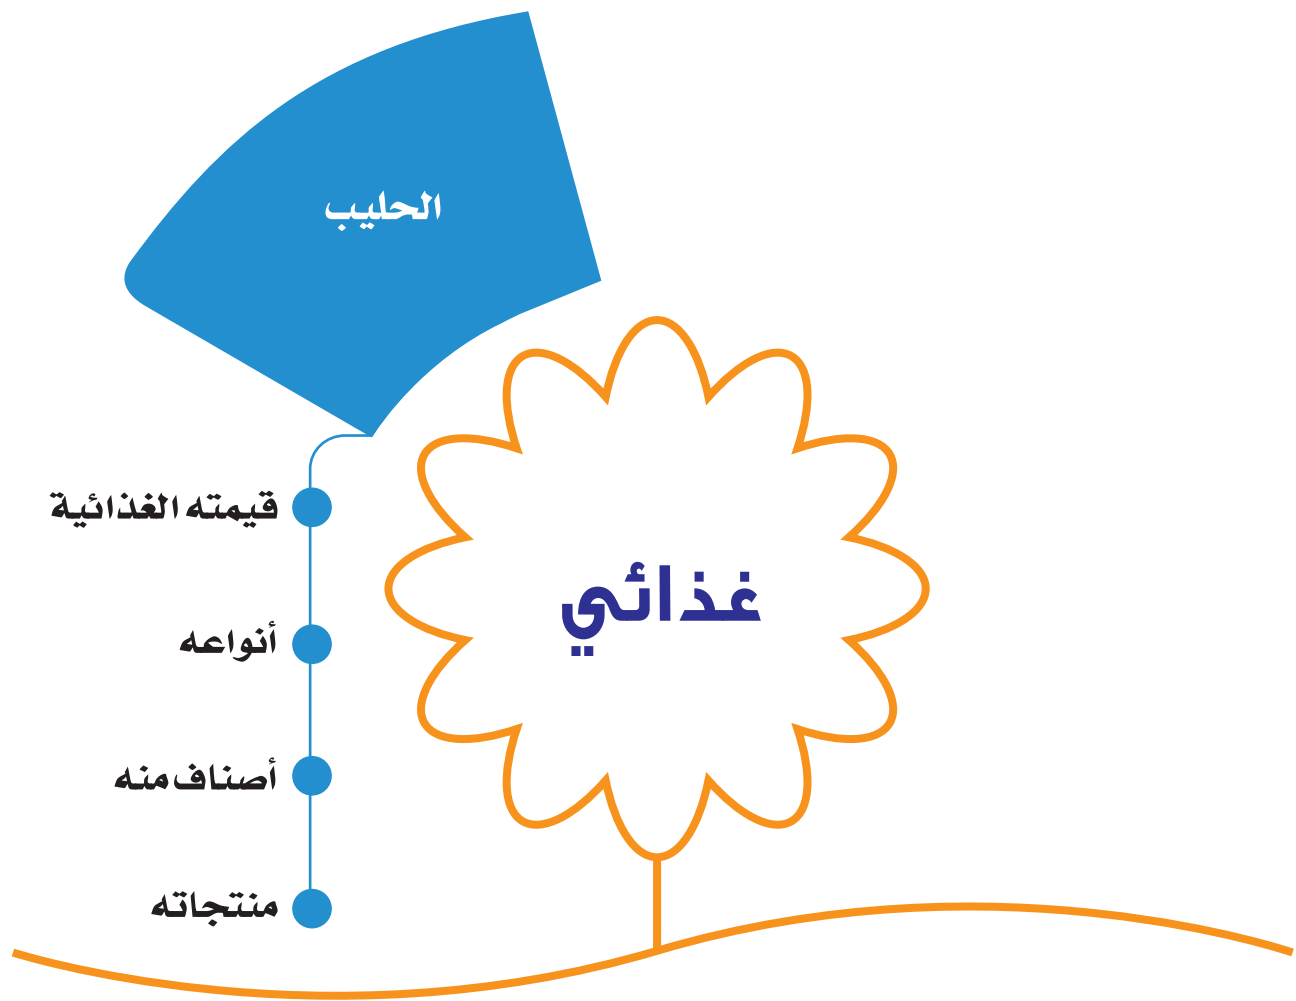 الحليب
غذائي
قيمته الغذائية
أنواعه
أصناف منه
منتجاته